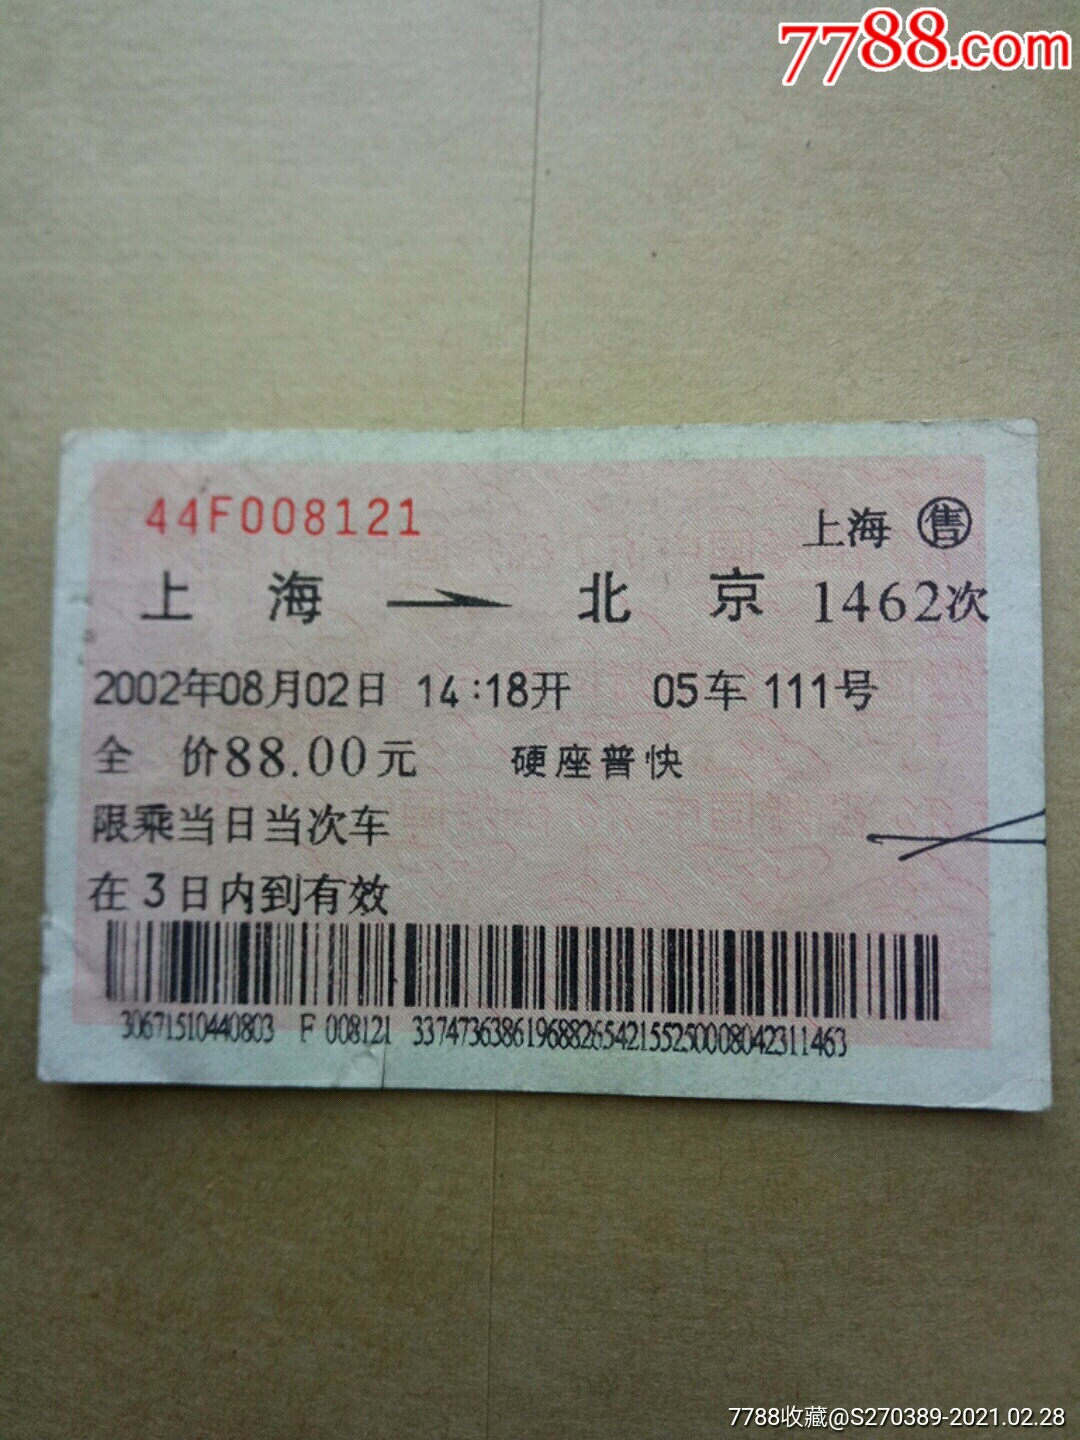 7788.com
44F008121
上海 售
上 海 北 京 1462次
2002年08月02日 14:18开 05车 111号
全 价88.00元 硬座普快
限乘当日当次车
在 3 日内到有效
30671510440803 F 008121 33747363861968826542155250008042311463
7788收藏@S270389-2021.02.28